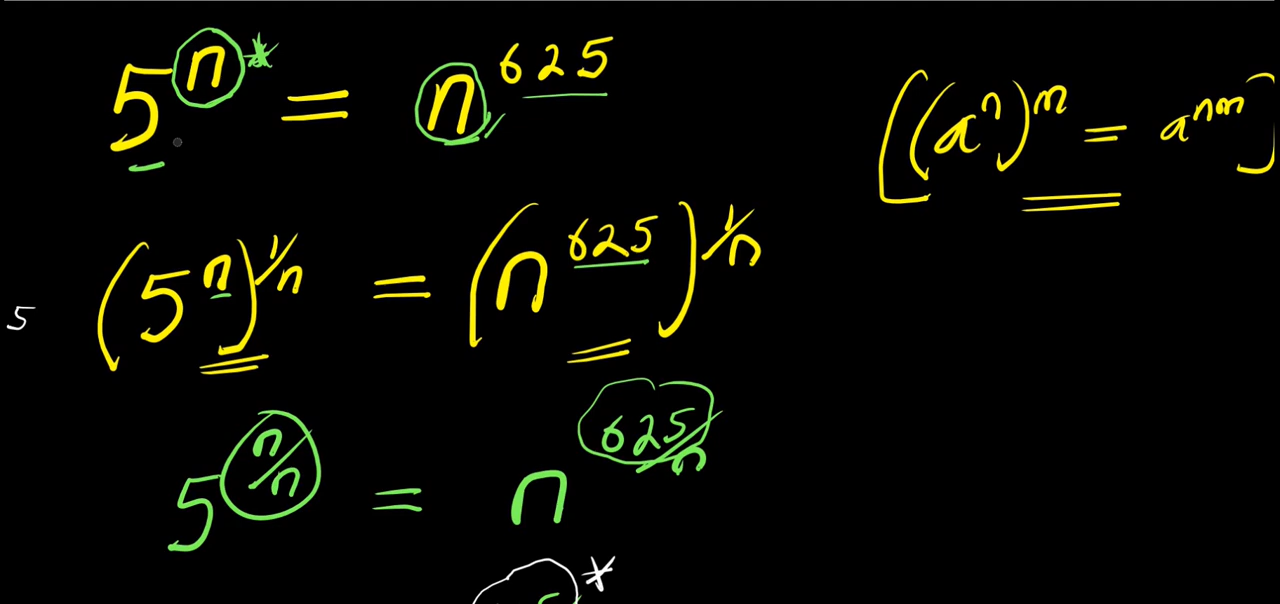 5^n* = n^625
[(a^n)^m = a^nm]
(5^n)^1/n = (n^625)^1/n
5
5^n/n = n^625/n
*